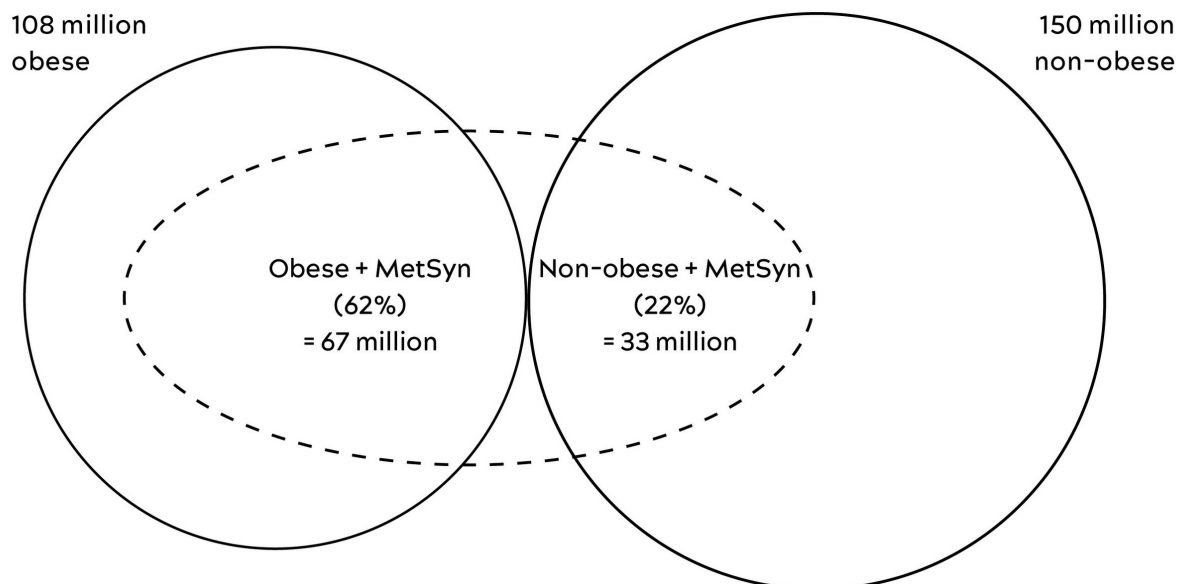 108 million
obese
150 million
non-obese
Obese + MetSyn
(62%)
= 67 million
Non-obese + MetSyn
(22%)
= 33 million